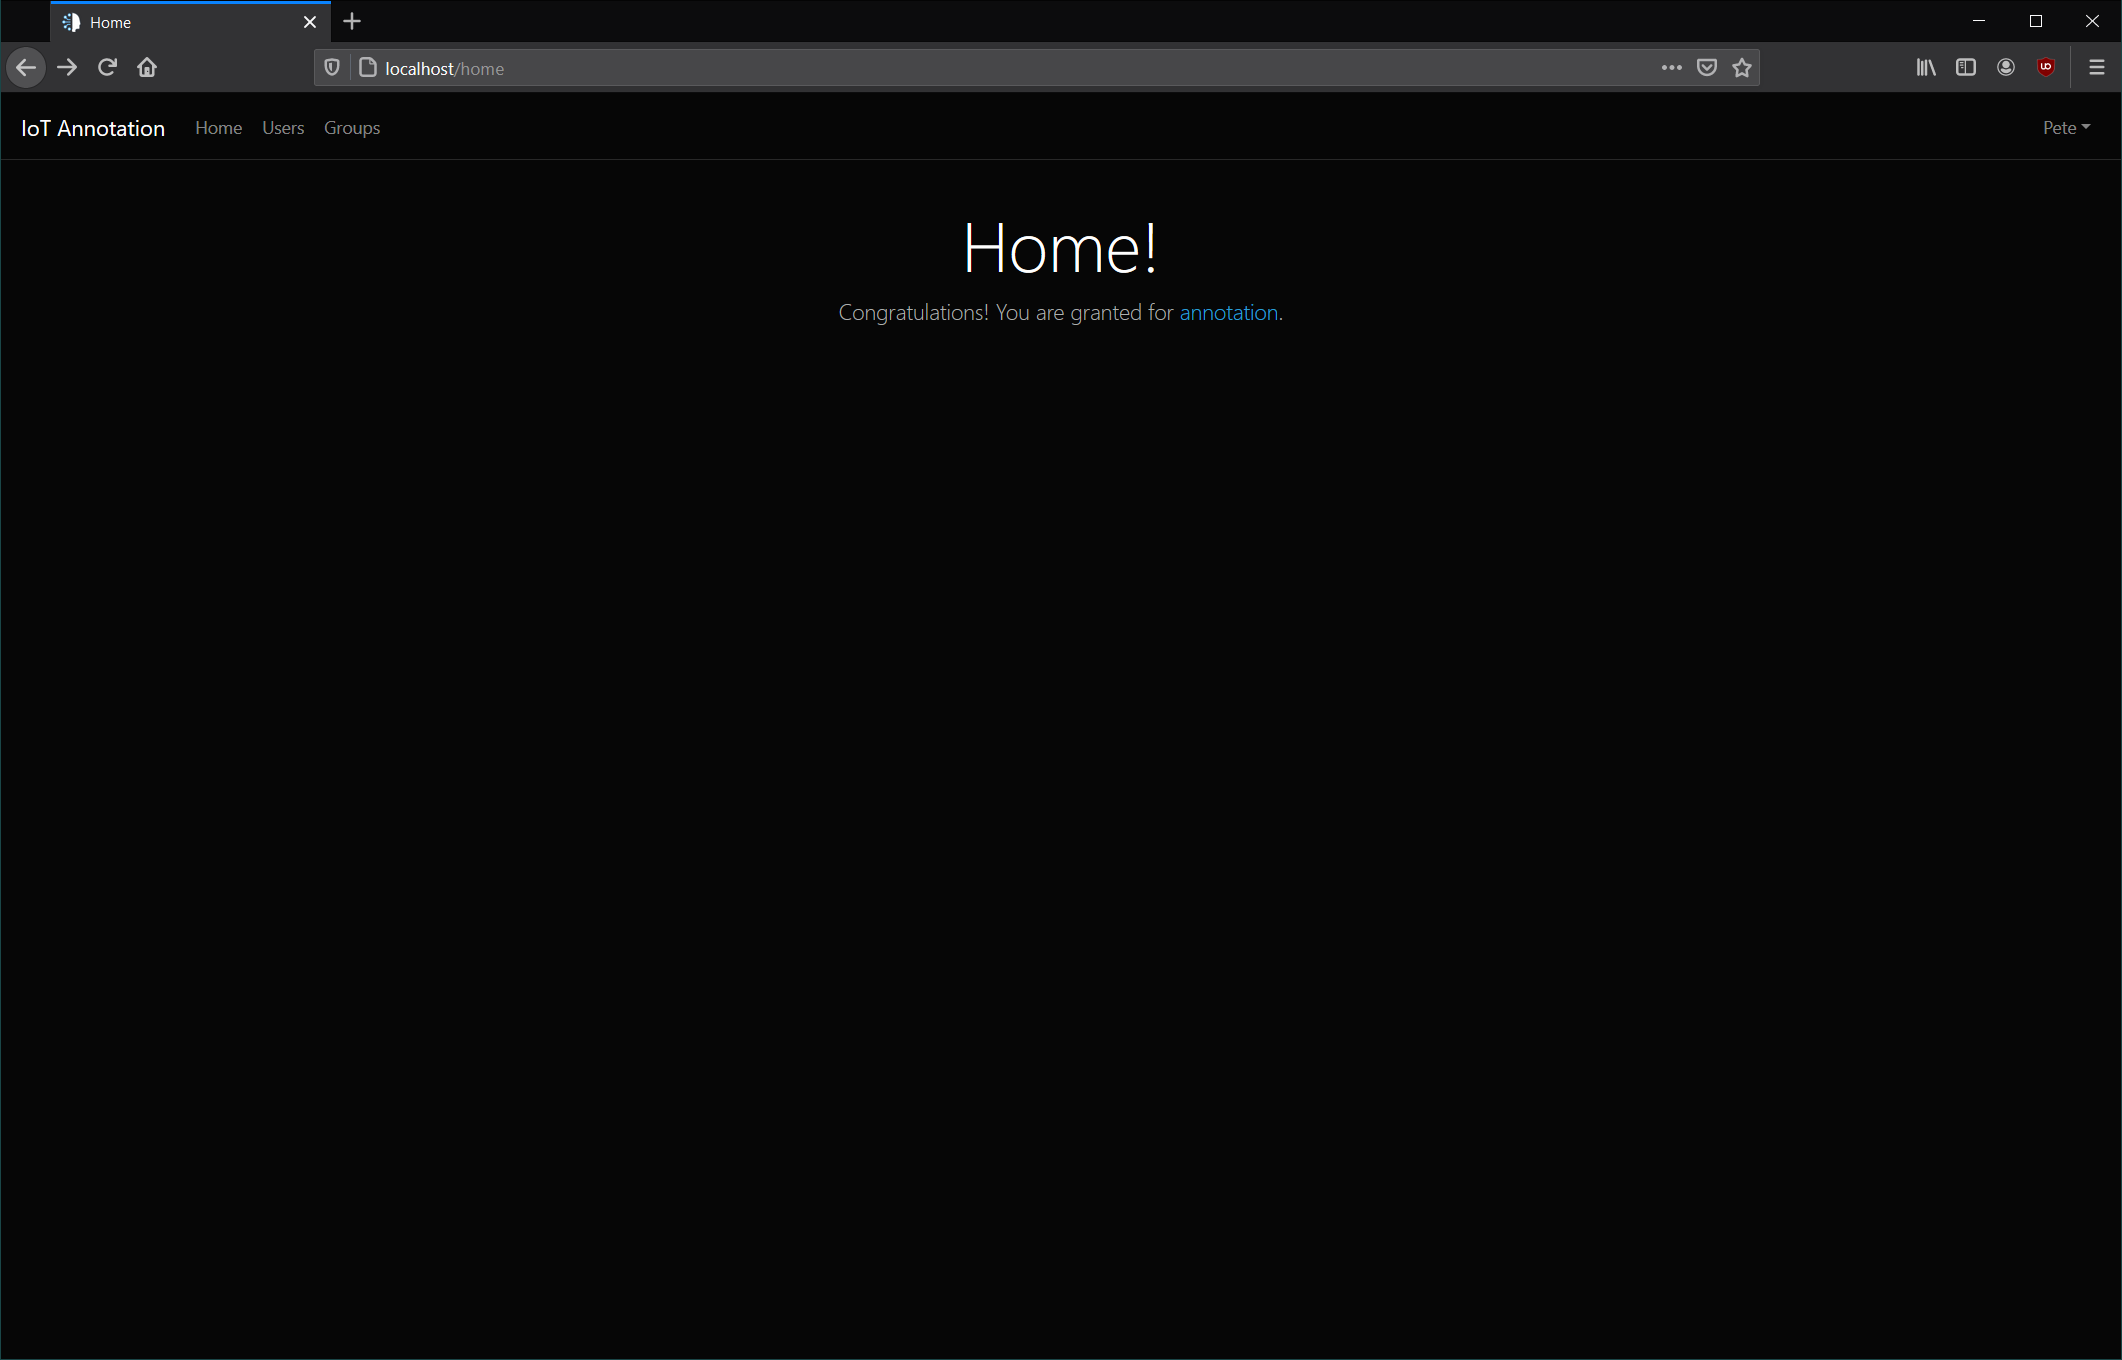 Home
localhost/home
IoT Annotation Home Users Groups Pete
Home!
Congratulations! You are granted for annotation.